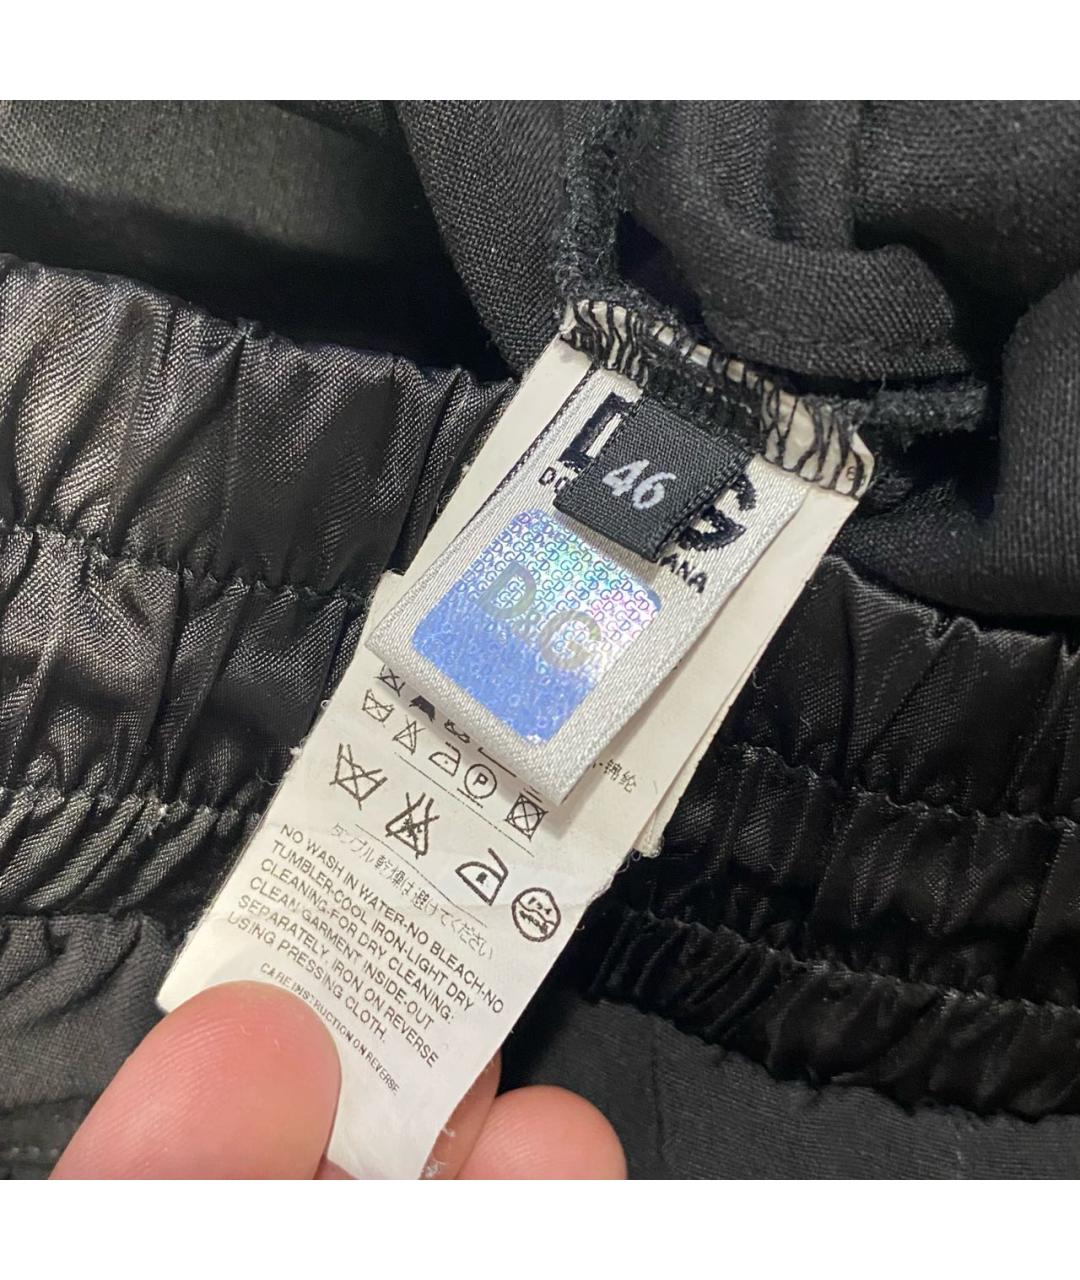 46
D&G
锦纶
P
タンブル乾燥は避けてください
NO WASH IN WATER-NO BLEACH-NO
TUMBLER-COOL IRON-LIGHT DRY
CLEANING-FOR DRY CLEANING:
CLEAN GARMENT INSIDE-OUT
SEPARATELY, IRON ON REVERSE
USING PRESSING CLOTH.
CARE INSTRUCTION ON REVERSE